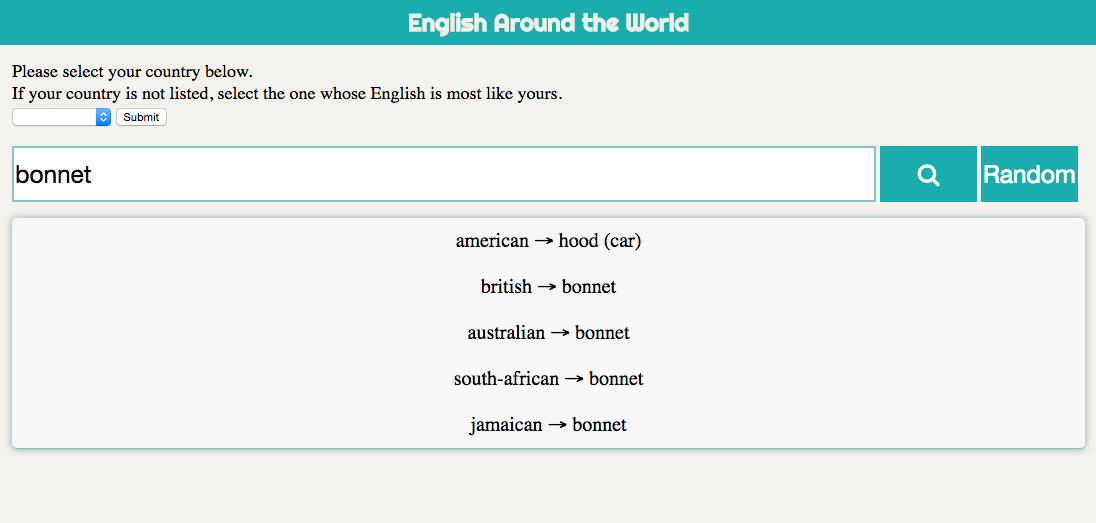 English Around the World
Please select your country below.
If your country is not listed, select the one whose English is most like yours.
Submit
bonnet
Random
american → hood (car)
british → bonnet
australian → bonnet
south-african → bonnet
jamaican → bonnet